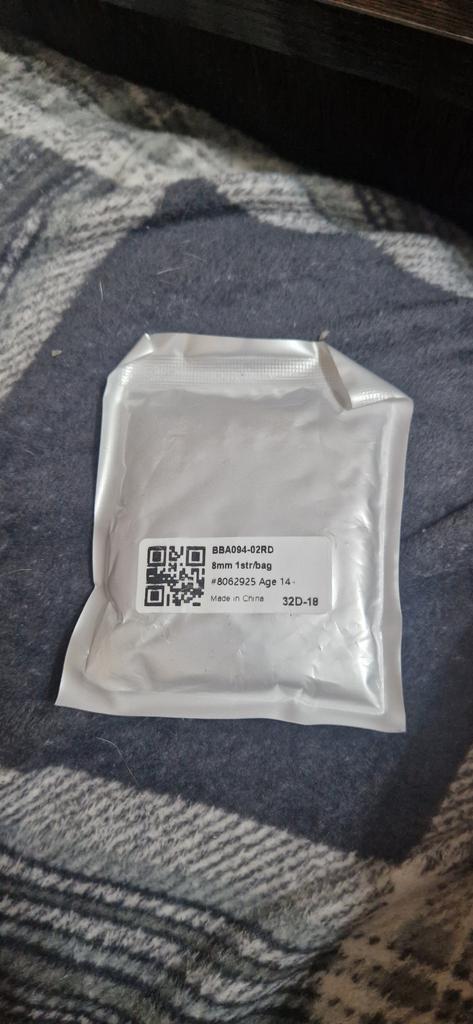 BBA094-02RD
8mm 1str/bag
#8062925 Age 14+
Made in China
32D-18